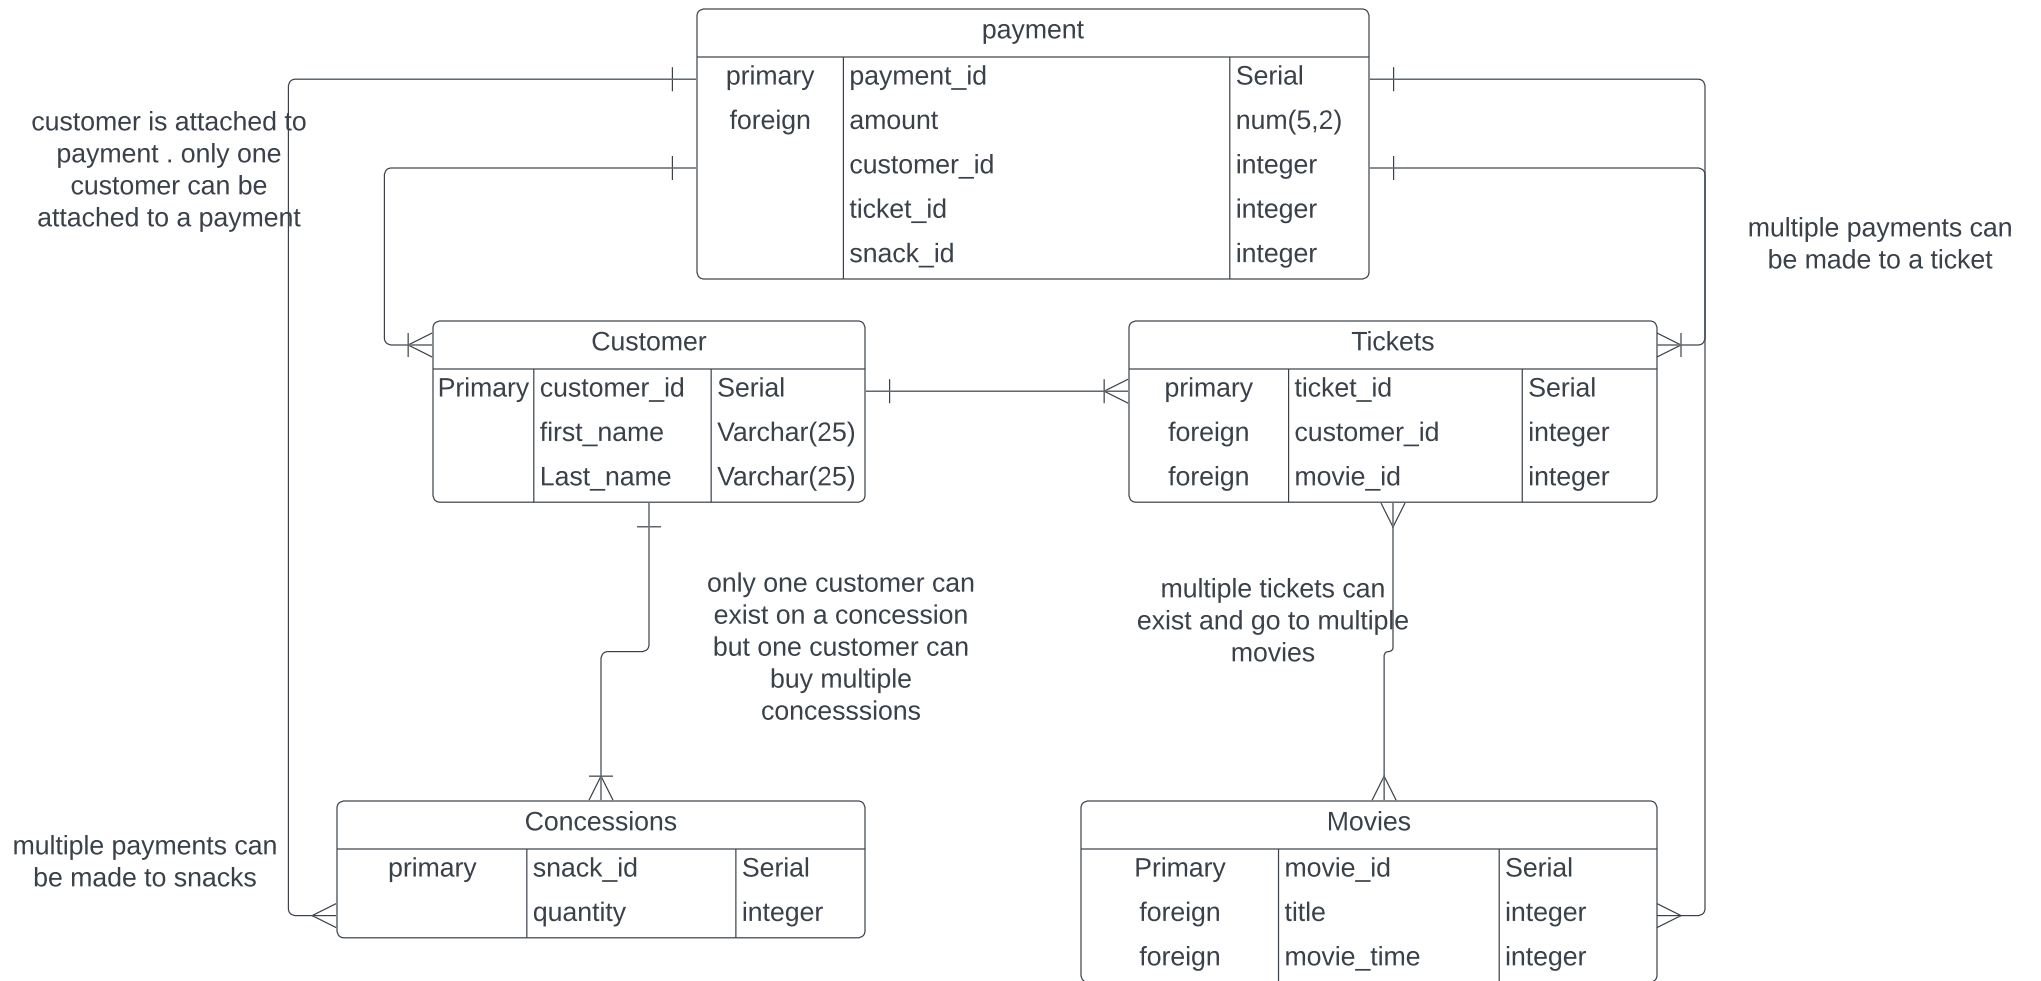 payment
primary payment_id Serial
foreign amount num(5,2)
customer_id integer
ticket_id integer
snack_id integer
customer is attached to
payment . only one
customer can be
attached to a payment
multiple payments can
be made to a ticket
Customer
Primary customer_id Serial
first_name Varchar(25)
Last_name Varchar(25)
Tickets
primary ticket_id Serial
foreign customer_id integer
foreign movie_id integer
only one customer can
exist on a concession
but one customer can
buy multiple
concesssions
multiple tickets can
exist and go to multiple
movies
multiple payments can
be made to snacks
Concessions
primary snack_id Serial
quantity integer
Movies
Primary movie_id Serial
foreign title integer
foreign movie_time integer